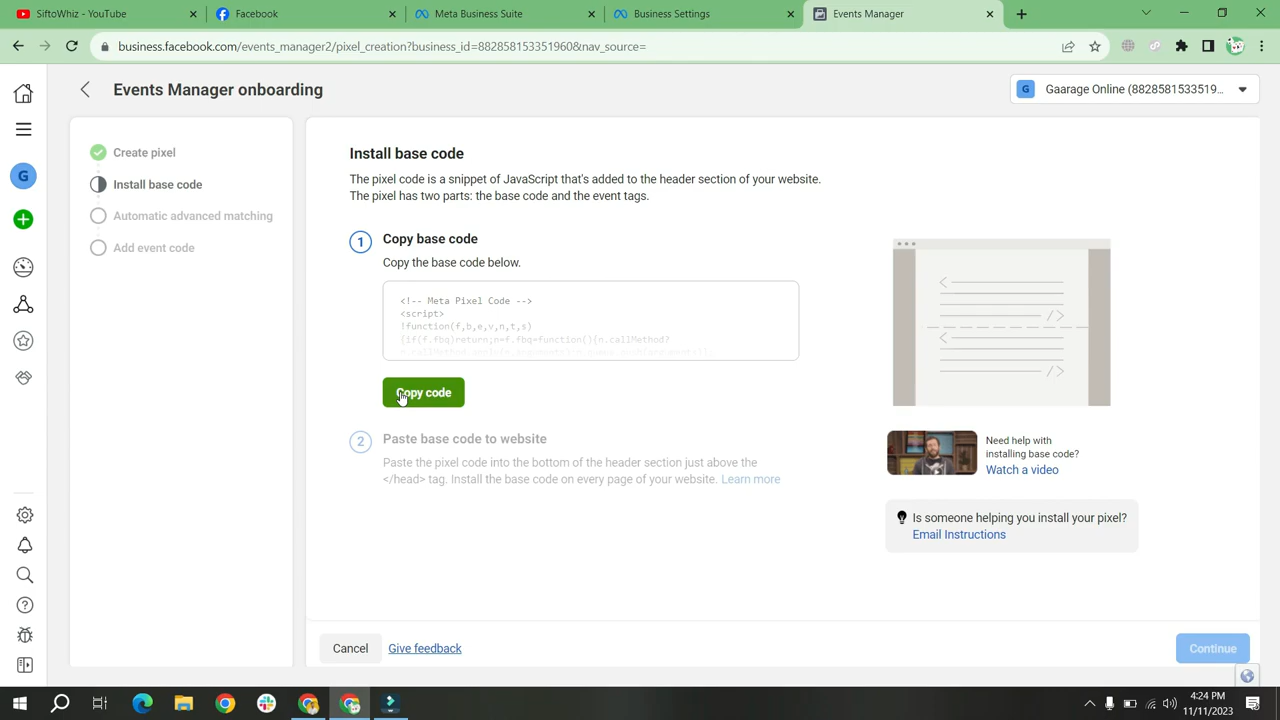 SiftoWhiz - YouTube
Facebook
Meta Business Suite
Business Settings
Events Manager
business.facebook.com/events_manager2/pixel_creation?business_id=882858153351960&nav_source=
Events Manager onboarding
G
Gaarage Online (8828581533519...
G
Create pixel
Install base code
Automatic advanced matching
Add event code
Install base code
The pixel code is a snippet of JavaScript that's added to the header section of your website.
The pixel has two parts: the base code and the event tags.
1
Copy base code
Copy the base code below.
<!-- Meta Pixel Code -->
<script>
!function(f,b,e,v,n,t,s)
{if(f.fbq)return;n=f.fbq=function(){n.callMethod?
Copy code
2
Paste base code to website
Paste the pixel code into the bottom of the header section just above the
</head> tag. Install the base code on every page of your website. Learn more
Need help with
installing base code?
Watch a video
Is someone helping you install your pixel?
Email Instructions
Cancel
Give feedback
Continue
4:24 PM
11/11/2023